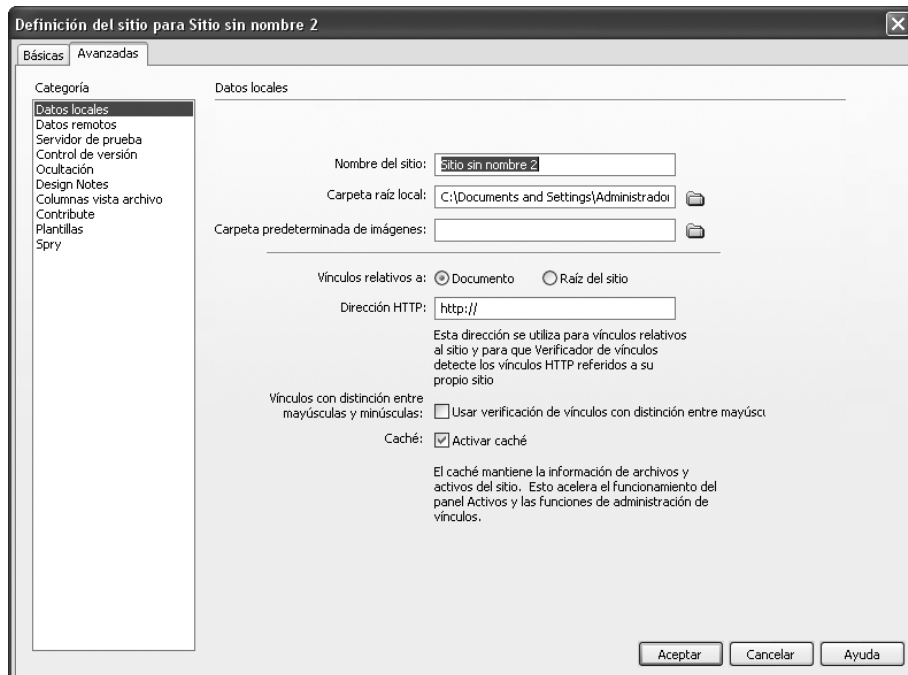 Definición del sitio para Sitio sin nombre 2
Básicas
Avanzadas
Categoría
Datos locales
Datos remotos
Servidor de prueba
Control de versión
Ocultación
Design Notes
Columnas vista archivo
Contribute
Plantillas
Spry
Datos locales
Nombre del sitio: Sitio sin nombre 2
Carpeta raíz local: C:\Documents and Settings\Administrador
Carpeta predeterminada de imágenes:
Vínculos relativos a: Documento Raíz del sitio
Dirección HTTP: http://
Esta dirección se utiliza para vínculos relativos
al sitio y para que Verificador de vínculos
detecte los vínculos HTTP referidos a su
propio sitio
Vínculos con distinción entre
mayúsculas y minúsculas: Usar verificación de vínculos con distinción entre mayúscu
Caché: Activar caché
El caché mantiene la información de archivos y
activos del sitio. Esto acelera el funcionamiento del
panel Activos y las funciones de administración de
vínculos.
Aceptar Cancelar Ayuda